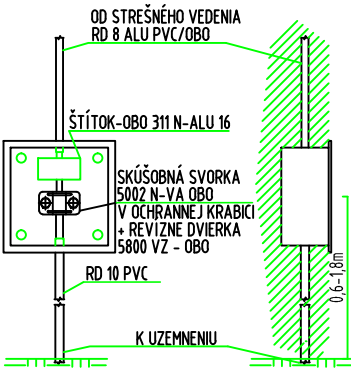 OD STREŠNÉHO VEDENIA
RD 8 ALU PVC/OBO
ŠTÍTOK-OBO 311 N-ALU 16
SKÚŠOBNÁ SVORKA
5002 N-VA OBO
V OCHRANNEJ KRABICI
+ REVIZNE DVIERKA
5800 VZ - OBO
RD 10 PVC
0,6-1,8m
K UZEMNENIU